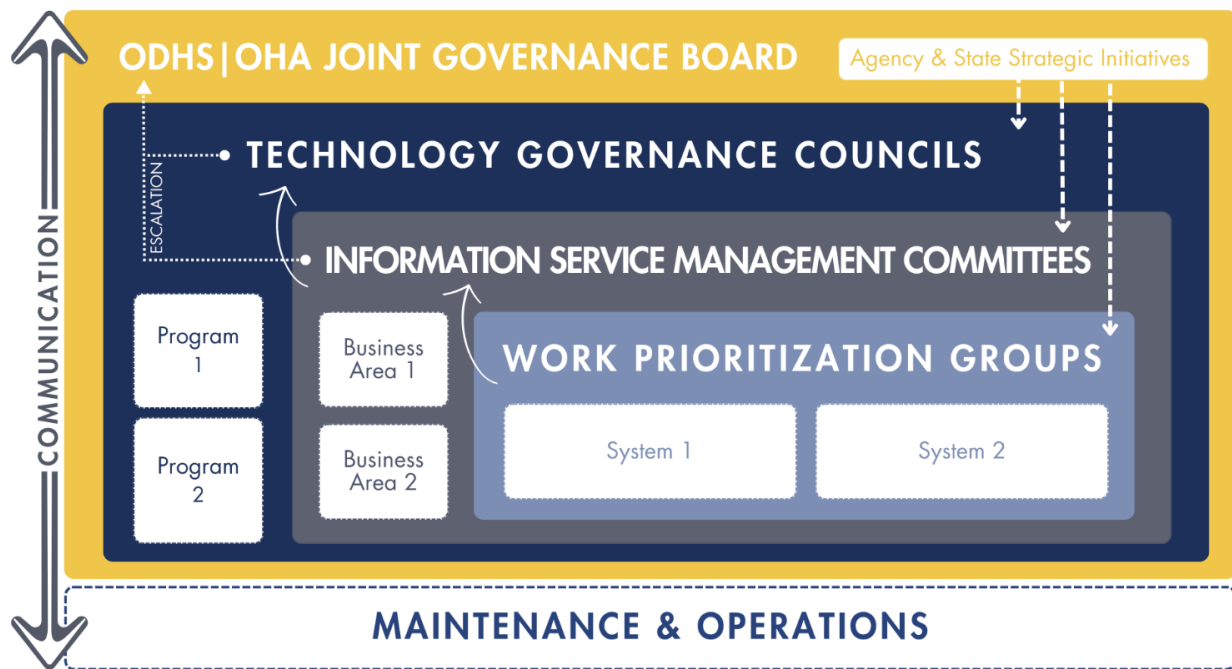 ODHS|OHA JOINT GOVERNANCE BOARD
Agency & State Strategic Initiatives
TECHNOLOGY GOVERNANCE COUNCILS
ESCALATION
INFORMATION SERVICE MANAGEMENT COMMITTEES
COMMUNICATION
Program
1
Business
Area 1
WORK PRIORITIZATION GROUPS
Program
2
Business
Area 2
System 1
System 2
MAINTENANCE & OPERATIONS